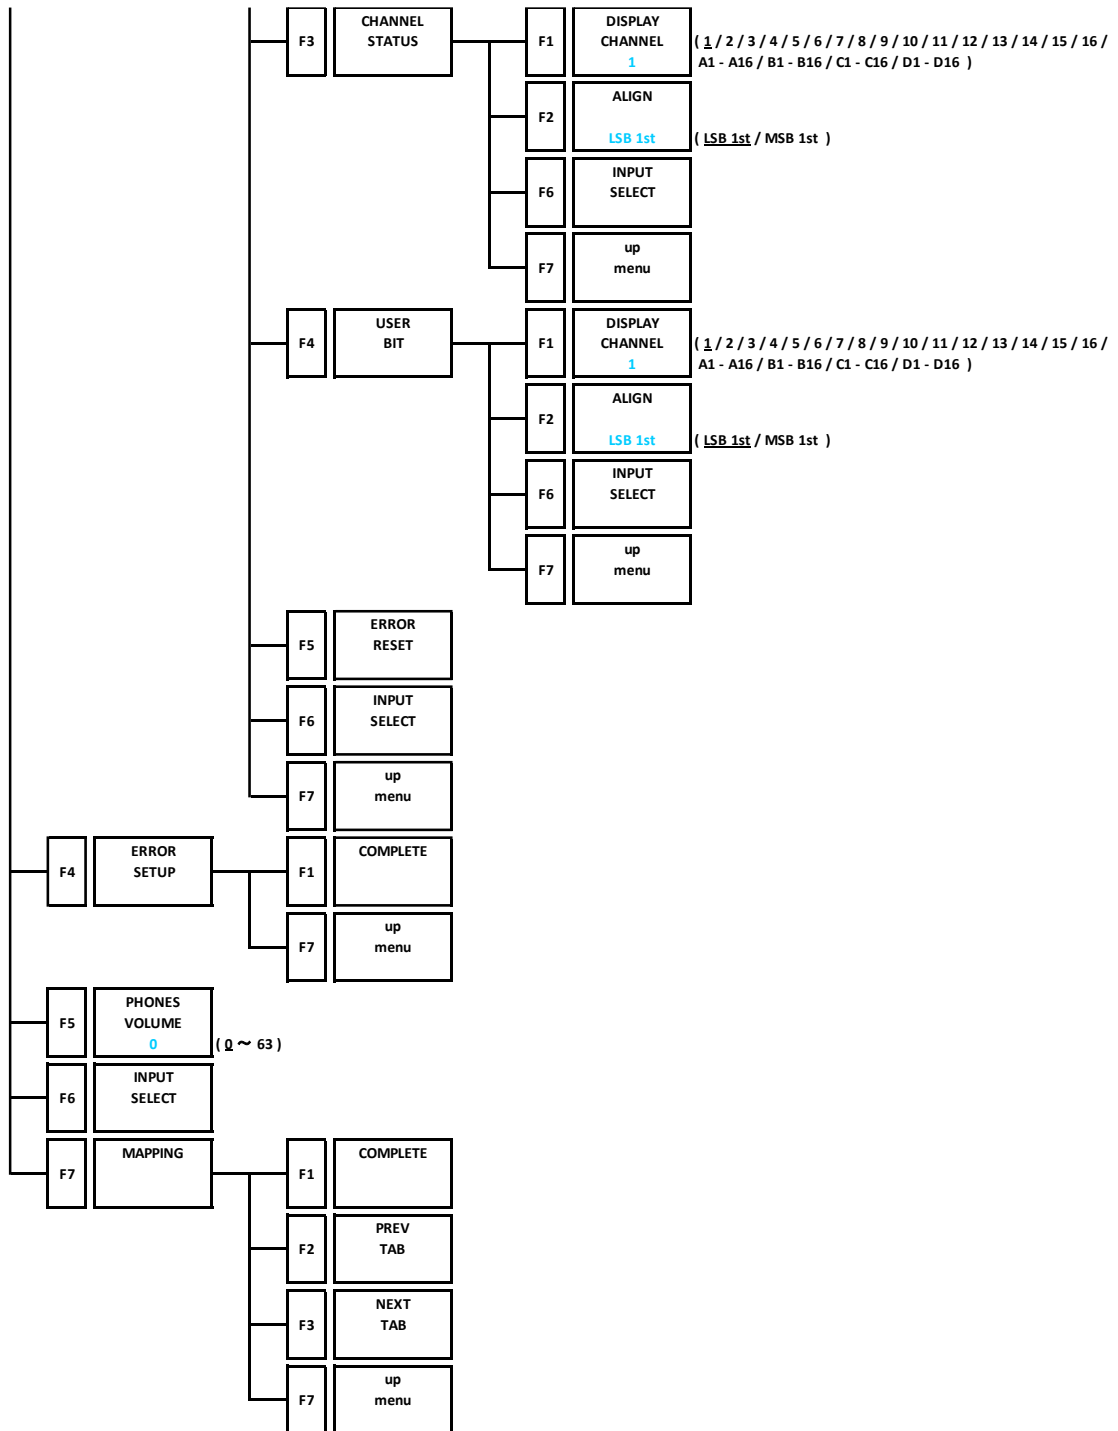 F3
CHANNEL
STATUS
F1
DISPLAY
CHANNEL
1
( 1 / 2 / 3 / 4 / 5 / 6 / 7 / 8 / 9 / 10 / 11 / 12 / 13 / 14 / 15 / 16 /
A1 - A16 / B1 - B16 / C1 - C16 / D1 - D16 )
F2
ALIGN
LSB 1st
( LSB 1st / MSB 1st )
F6
INPUT
SELECT
F7
up
menu
F4
USER
BIT
F1
DISPLAY
CHANNEL
1
( 1 / 2 / 3 / 4 / 5 / 6 / 7 / 8 / 9 / 10 / 11 / 12 / 13 / 14 / 15 / 16 /
A1 - A16 / B1 - B16 / C1 - C16 / D1 - D16 )
F2
ALIGN
LSB 1st
( LSB 1st / MSB 1st )
F6
INPUT
SELECT
F7
up
menu
F5
ERROR
RESET
F6
INPUT
SELECT
F7
up
menu
F4
ERROR
SETUP
F1
COMPLETE
F7
up
menu
F5
PHONES
VOLUME
0
( 0 ～ 63 )
F6
INPUT
SELECT
F7
MAPPING
F1
COMPLETE
F2
PREV
TAB
F3
NEXT
TAB
F7
up
menu